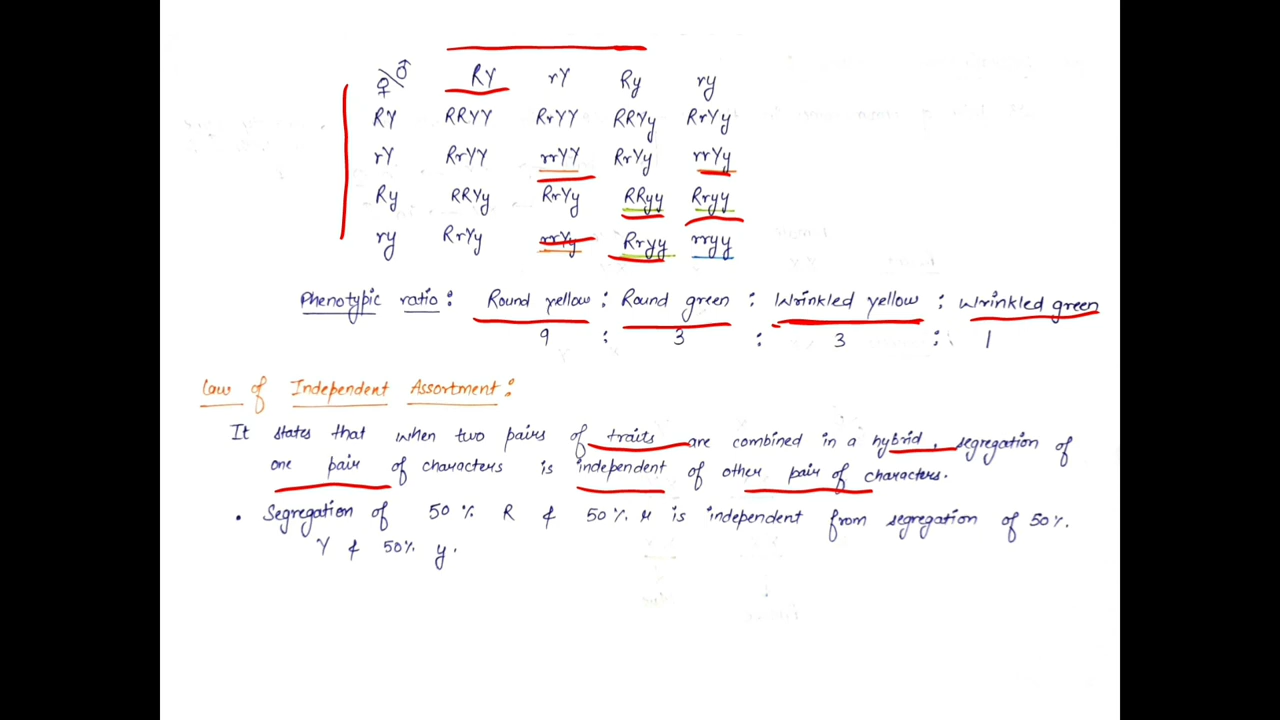 ♀\♂ RY rY Ry ry
RY RRYY RrYY RRYy RrYy
rY RrYY rrYY RrYy rrYy
Ry RRYy RrYy RRyy Rryy
ry RrYy rrYy Rryy rryy
Phenotypic ratio: Round yellow : Round green : Wrinkled yellow : Wrinkled green
9 : 3 : 3 : 1
Law of Independent Assortment:
It states that when two pairs of traits are combined in a hybrid, segregation of
one pair of characters is independent of other pair of characters.
• Segregation of 50% R & 50% r is independent from segregation of 50%
Y & 50% y.